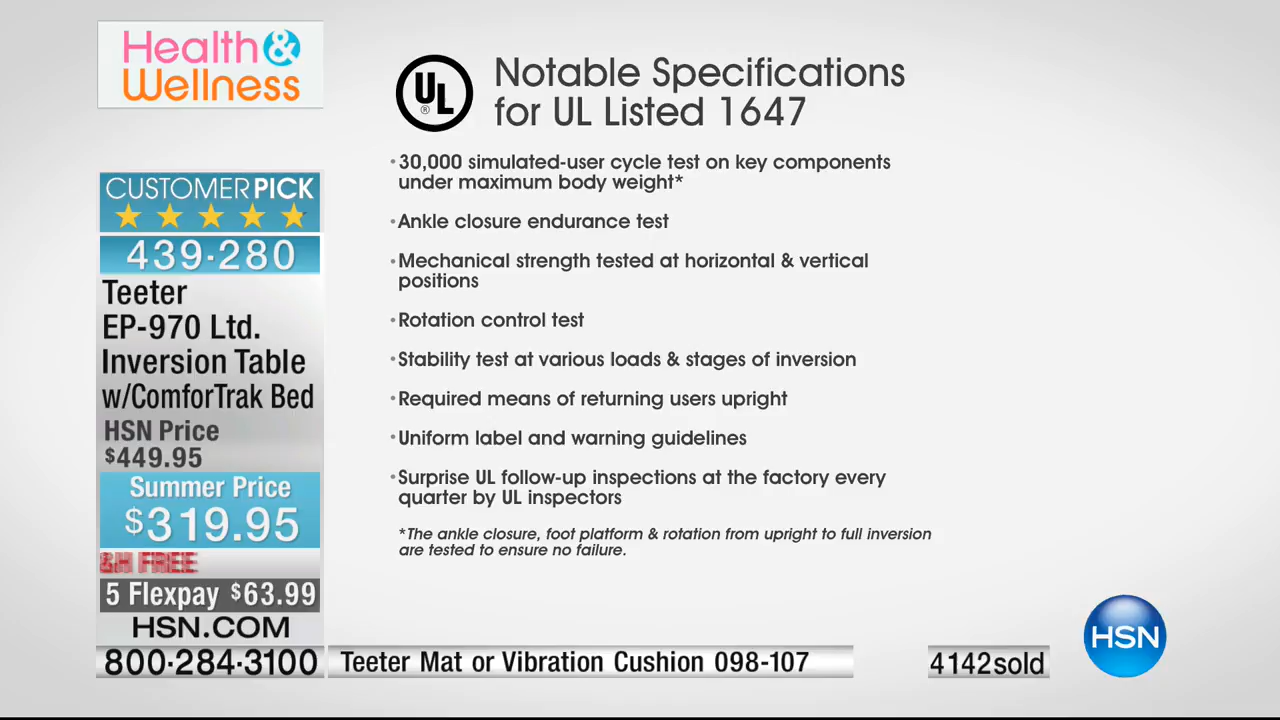 Health &
Wellness
UL
®
Notable Specifications
for UL Listed 1647
•30,000 simulated-user cycle test on key components
under maximum body weight*
•Ankle closure endurance test
•Mechanical strength tested at horizontal & vertical
positions
•Rotation control test
•Stability test at various loads & stages of inversion
•Required means of returning users upright
•Uniform label and warning guidelines
•Surprise UL follow-up inspections at the factory every
quarter by UL inspectors
*The ankle closure, foot platform & rotation from upright to full inversion
are tested to ensure no failure.
CUSTOMER PICK
439·280
Teeter
EP-970 Ltd.
Inversion Table
w/ComforTrak Bed
HSN Price
$449.95
Summer Price
$319.95
&H FREE
5 Flexpay $63.99
HSN.COM
800·284·3100
Teeter Mat or Vibration Cushion 098-107
4142sold
HSN